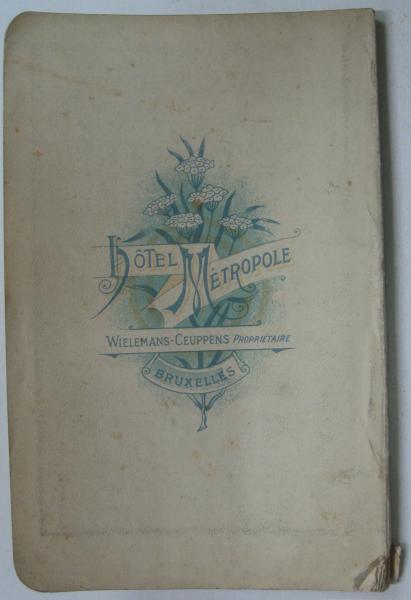 HÔTEL MÉTROPOLE
WIELEMANS-CEUPPENS PROPRIÉTAIRE
BRUXELLES